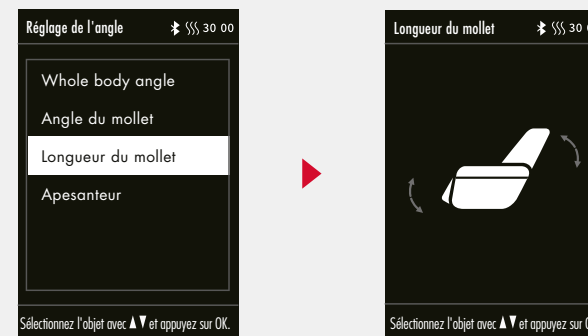 Réglage de l'angle 30 00
Whole body angle
Angle du mollet
Longueur du mollet
Apesanteur
Sélectionnez l'objet avec ▲▼ et appuyez sur OK.
Longueur du mollet 30
Sélectionnez l'objet avec ▲▼ et appuyez sur